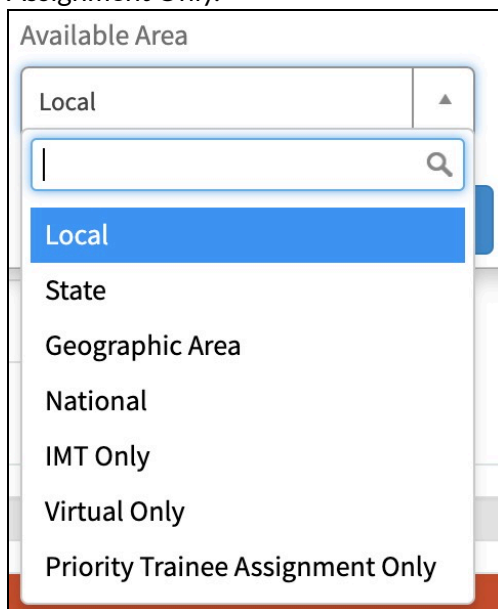 Assignment Only.
Available Area
Local
Local
State
Geographic Area
National
IMT Only
Virtual Only
Priority Trainee Assignment Only